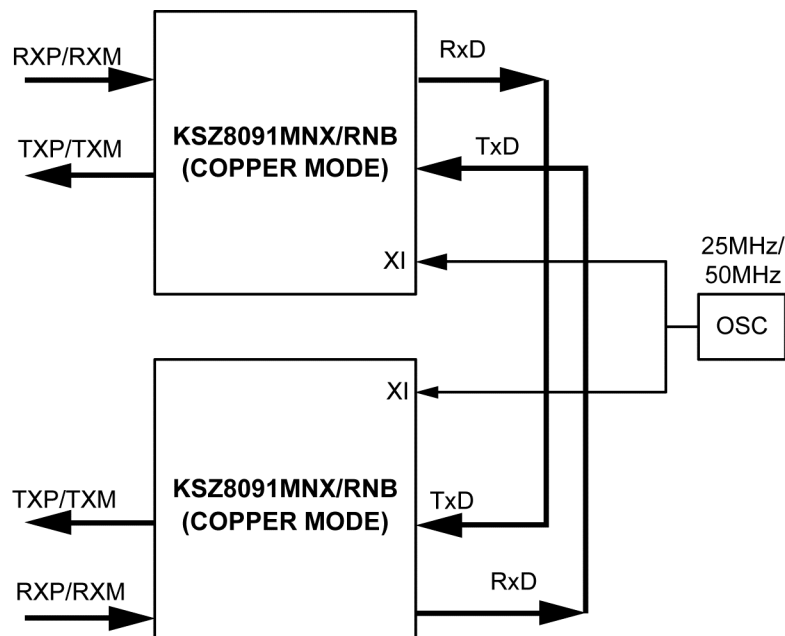 RXP/RXM
RxD
KSZ8091MNX/RNB
(COPPER MODE)
TXP/TXM
TxD
XI
25MHz/
50MHz
OSC
XI
KSZ8091MNX/RNB
(COPPER MODE)
TXP/TXM
TxD
RXP/RXM
RxD